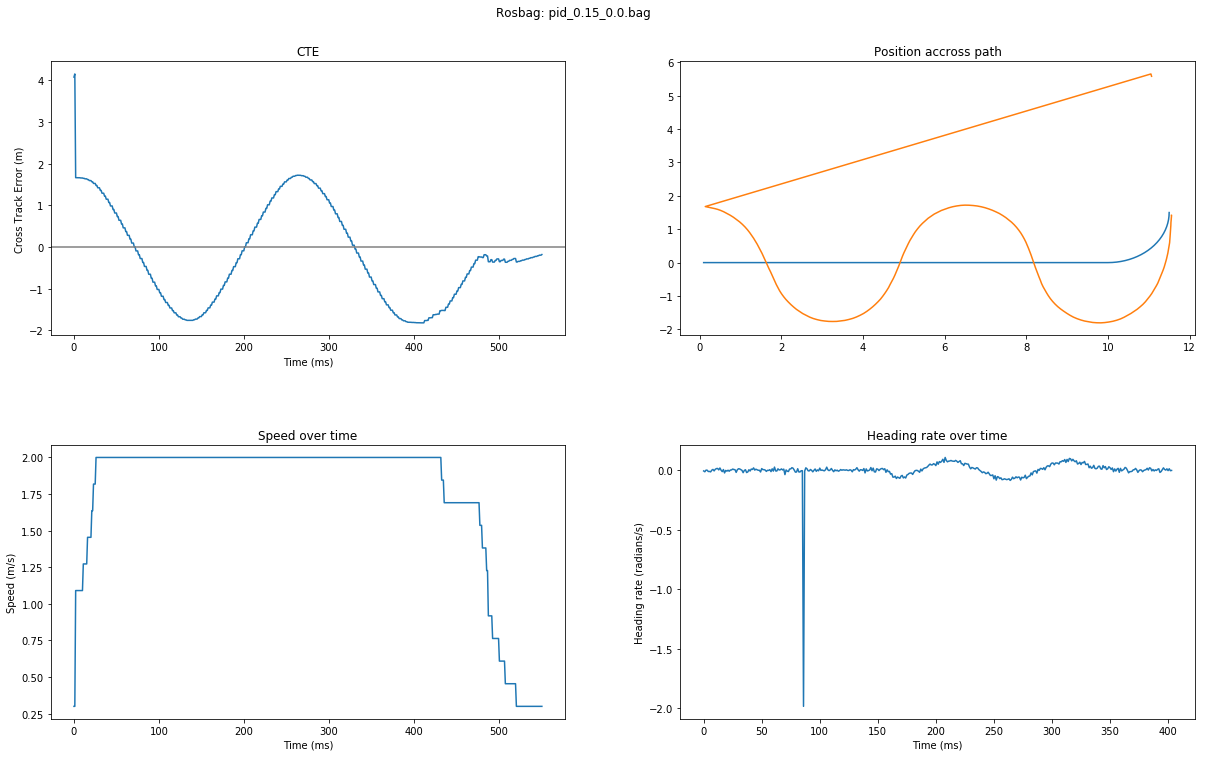 Rosbag: pid_0.15_0.0.bag
CTE
Cross Track Error (m)
4
3
2
1
0
−1
−2
0 100 200 300 400 500
Time (ms)
Position accross path
6
5
4
3
2
1
0
−1
−2
0 2 4 6 8 10 12
Speed over time
Speed (m/s)
2.00
1.75
1.50
1.25
1.00
0.75
0.50
0.25
0 100 200 300 400 500
Time (ms)
Heading rate over time
Heading rate (radians/s)
0.0
−0.5
−1.0
−1.5
−2.0
0 50 100 150 200 250 300 350 400
Time (ms)